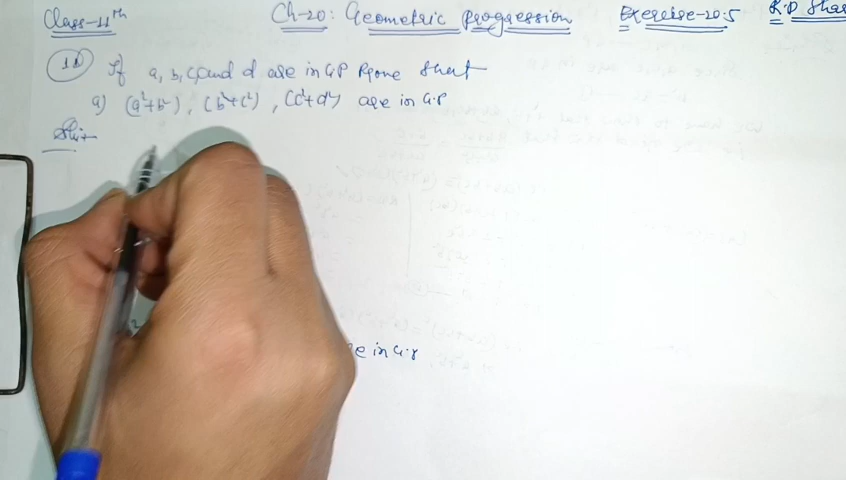 Class-11th Ch-20: Geometric Progression Exercise-20.5 R.D Shar
11) If a, b, c, and d are in G.P Prove that
a) (a²+b²), (b²+c²), (c²+d²) are in G.P
Sol:-
e in G.P